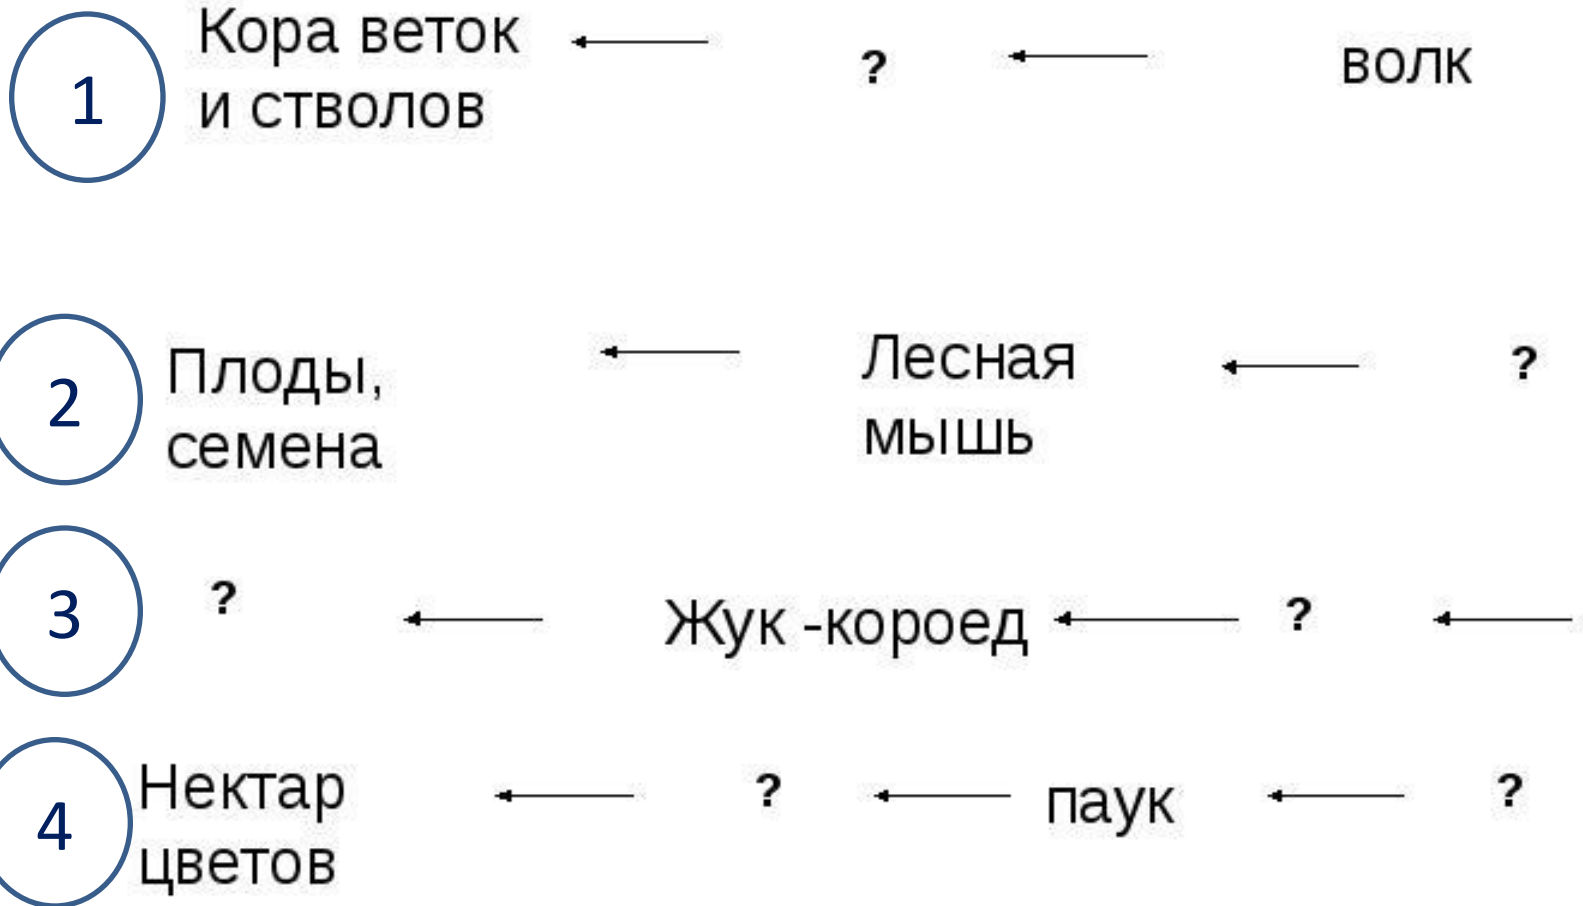 1
Кора веток
и стволов
?
волк
2
Плоды,
семена
Лесная
мышь
?
3
?
Жук -короед
?
4
Нектар
цветов
?
паук
?